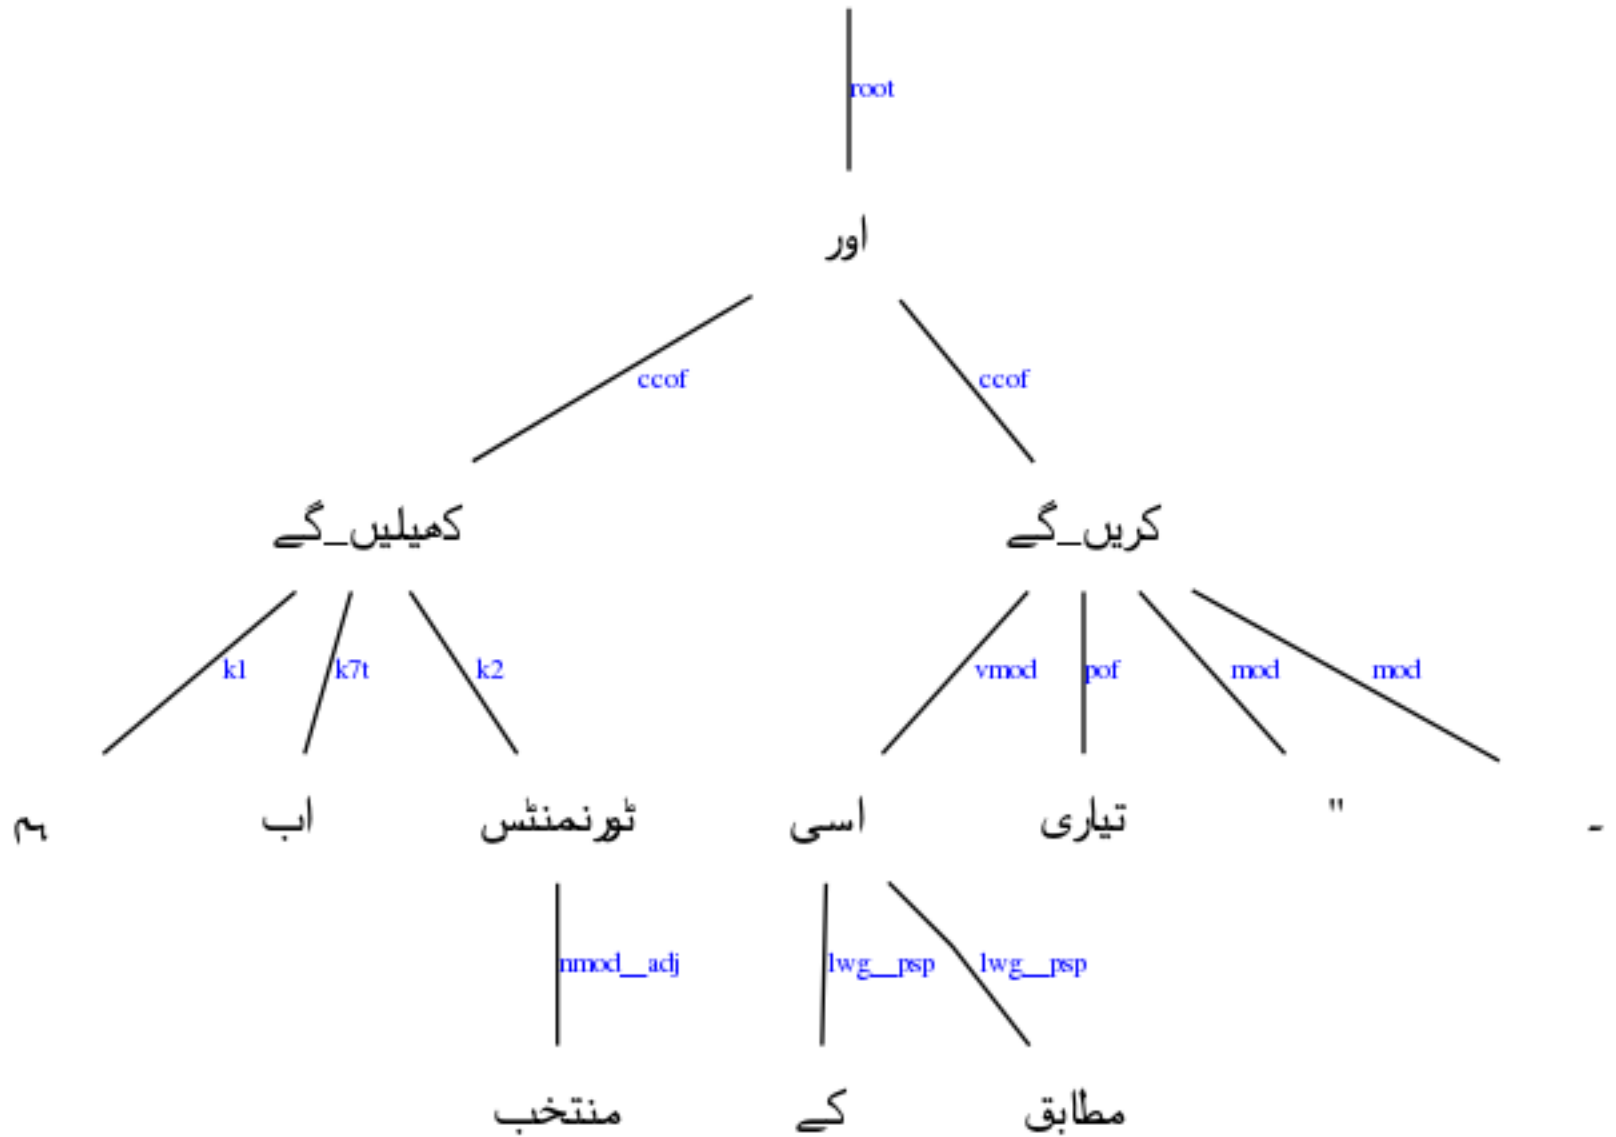 root
اور
ccof ccof
کھیلیں_گے کریں_گے
k1 k7t k2 vmod pof mod mod
ہم اب ٹورنمنٹس اسی تیاری " ۔
nmod__adj lwg__psp lwg__psp
منتخب کے مطابق